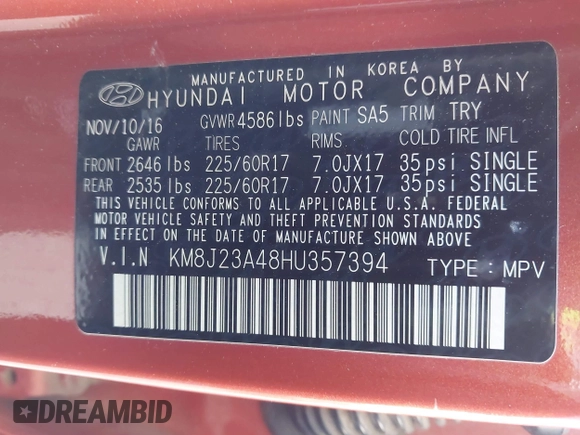 MANUFACTURED IN KOREA BY
HYUNDAI MOTOR COMPANY
NOV/10/16 GVWR 4586 lbs PAINT SA5 TRIM TRY
GAWR TIRES RIMS COLD TIRE INFL
FRONT 2646 lbs 225/60R17 7.0JX17 35psi SINGLE
REAR 2535 lbs 225/60R17 7.0JX17 35psi SINGLE
THIS VEHICLE CONFORMS TO ALL APPLICABLE U.S.A. FEDERAL
MOTOR VEHICLE SAFETY AND THEFT PREVENTION STANDARDS
IN EFFECT ON THE DATE OF MANUFACTURE SHOWN ABOVE
V.I.N KM8J23A48HU357394 TYPE : MPV
DREAMBID